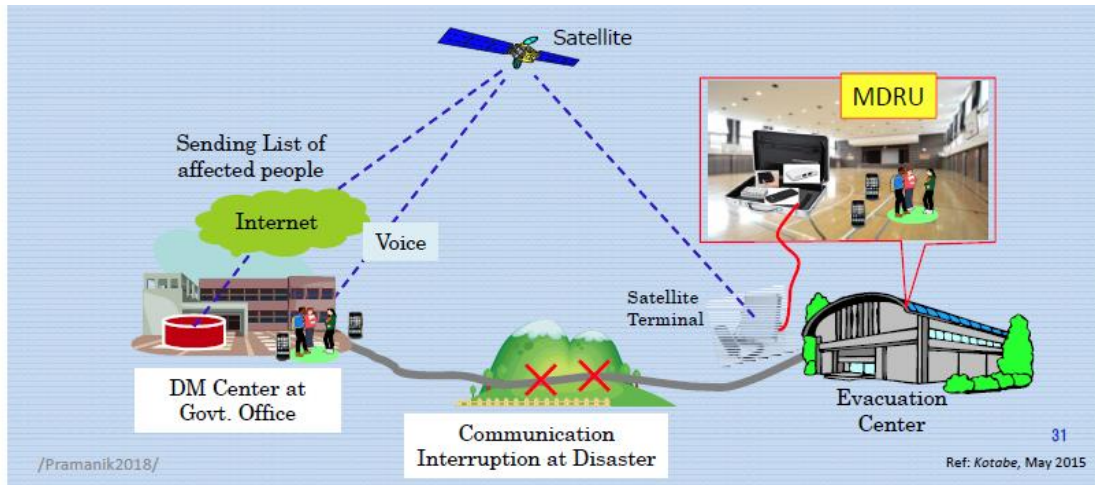 Satellite
MDRU
Sending List of
affected people
Internet
Voice
Satellite
Terminal
DM Center at
Govt. Office
Communication
Interruption at Disaster
Evacuation
Center
31
/Pramanik2018/
Ref: Kotabe, May 2015